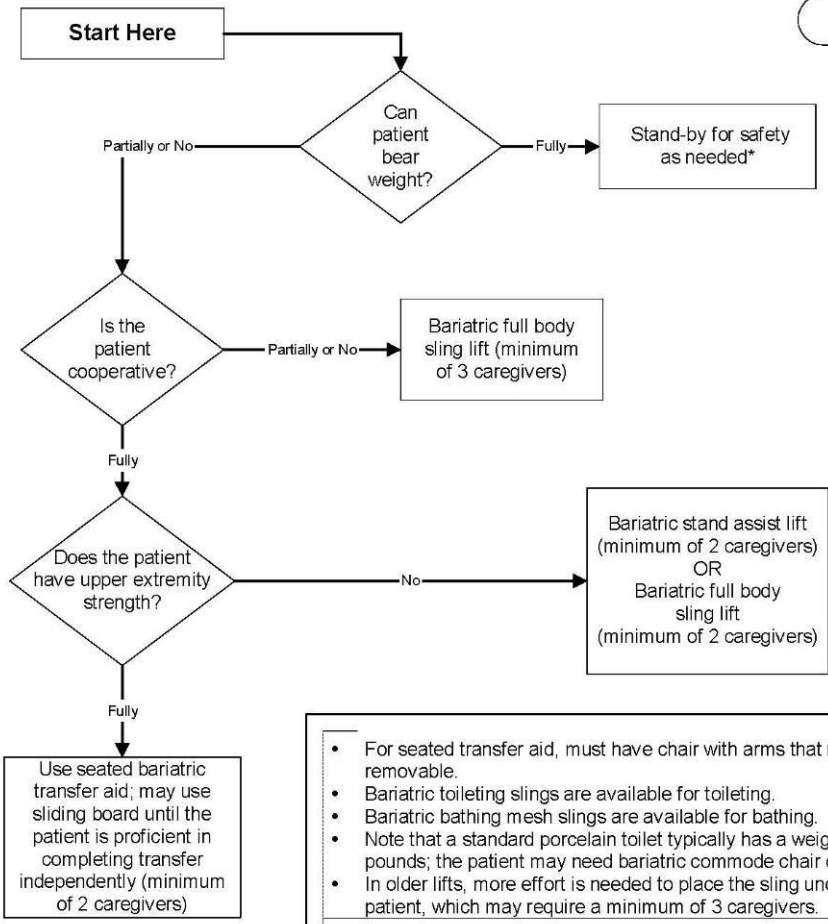 Start Here
Can
patient
bear
weight?
Partially or No
Fully
Stand-by for safety
as needed*
Is the
patient
cooperative?
Partially or No
Bariatric full body
sling lift (minimum
of 3 caregivers)
Fully
Does the patient
have upper extremity
strength?
No
Bariatric stand assist lift
(minimum of 2 caregivers)
OR
Bariatric full body
sling lift
(minimum of 2 caregivers)
Fully
Use seated bariatric
transfer aid; may use
sliding board until the
patient is proficient in
completing transfer
independently (minimum
of 2 caregivers)
• For seated transfer aid, must have chair with arms that
removable.
• Bariatric toileting slings are available for toileting.
• Bariatric bathing mesh slings are available for bathing.
• Note that a standard porcelain toilet typically has a
pounds; the patient may need bariatric commode chair
• In older lifts, more effort is needed to place the sling
patient, which may require a minimum of 3 caregivers.